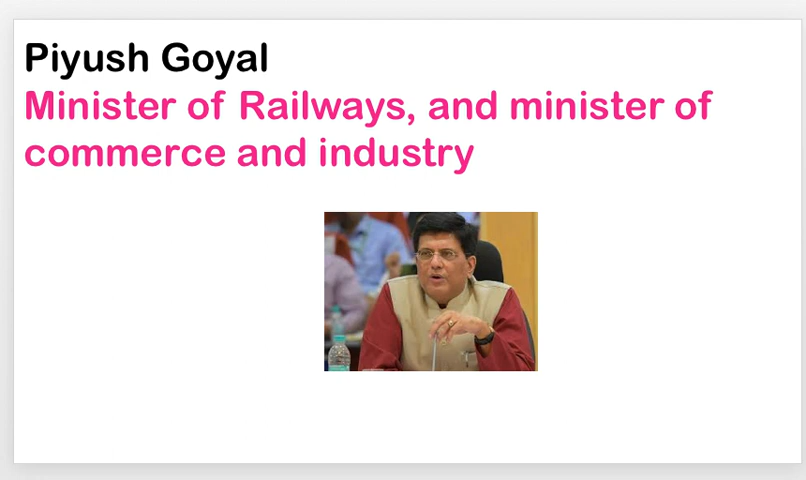 Piyush Goyal
Minister of Railways, and minister of
commerce and industry